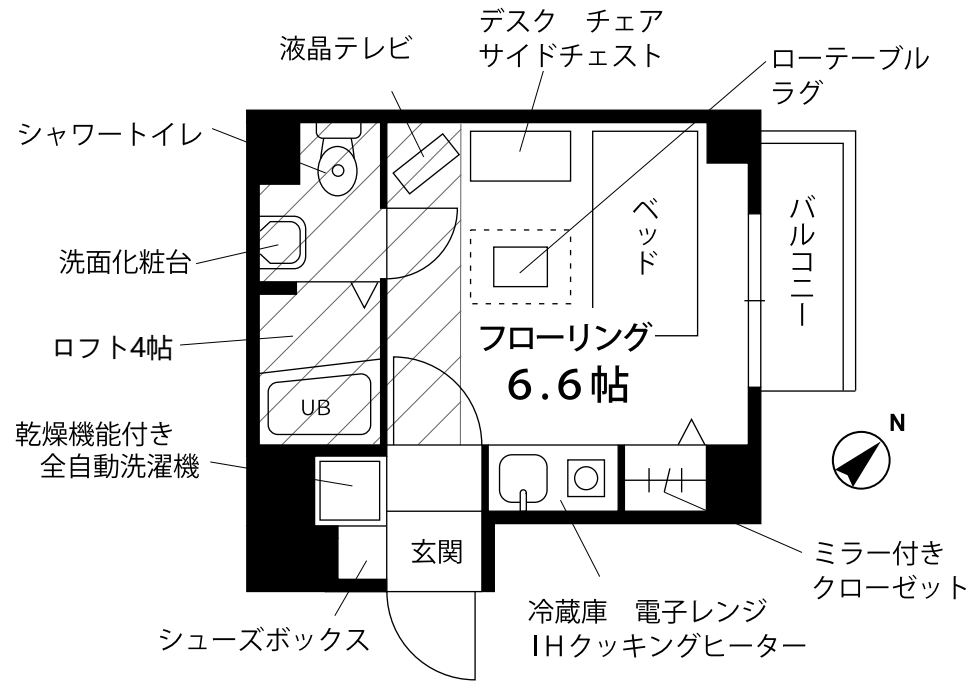 デスク　チェア
サイドチェスト
液晶テレビ
ローテーブル
ラグ
シャワートイレ
ベッド
バルコニー
洗面化粧台
フローリング
6.6帖
ロフト4帖
UB
N
乾燥機能付き
全自動洗濯機
玄関
ミラー付き
クローゼット
冷蔵庫　電子レンジ
IHクッキングヒーター
シューズボックス